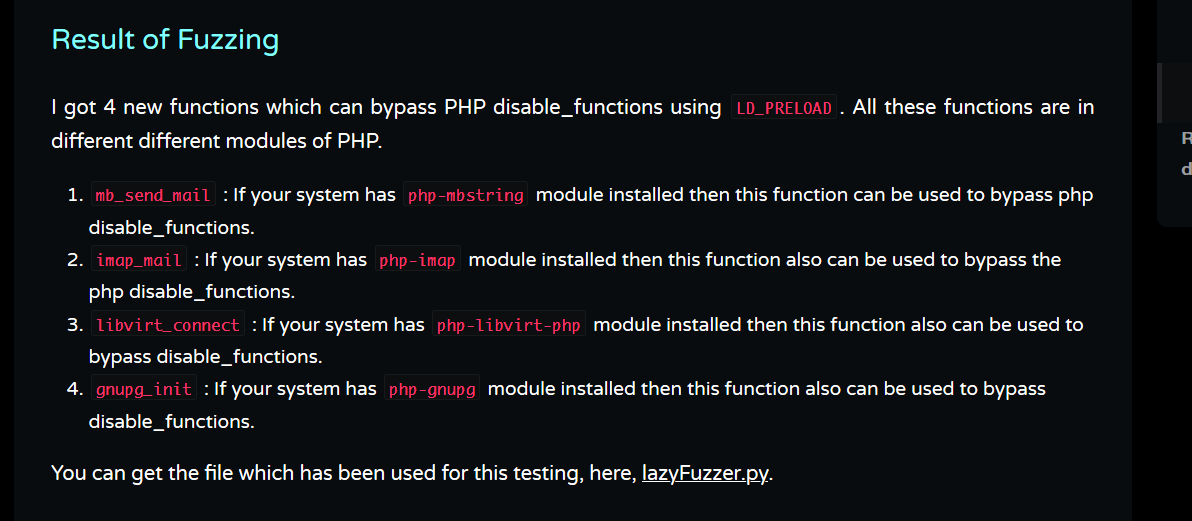 Result of Fuzzing
I got 4 new functions which can bypass PHP disable_functions using LD_PRELOAD. All these functions are in
different different modules of PHP.
1. mb_send_mail : If your system has php-mbstring module installed then this function can be used to bypass php
disable_functions.
2. imap_mail : If your system has php-imap module installed then this function also can be used to bypass the
php disable_functions.
3. libvirt_connect : If your system has php-libvirt-php module installed then this function also can be used to
bypass disable_functions.
4. gnupg_init : If your system has php-gnupg module installed then this function also can be used to bypass
disable_functions.
You can get the file which has been used for this testing, here, lazyFuzzer.py.